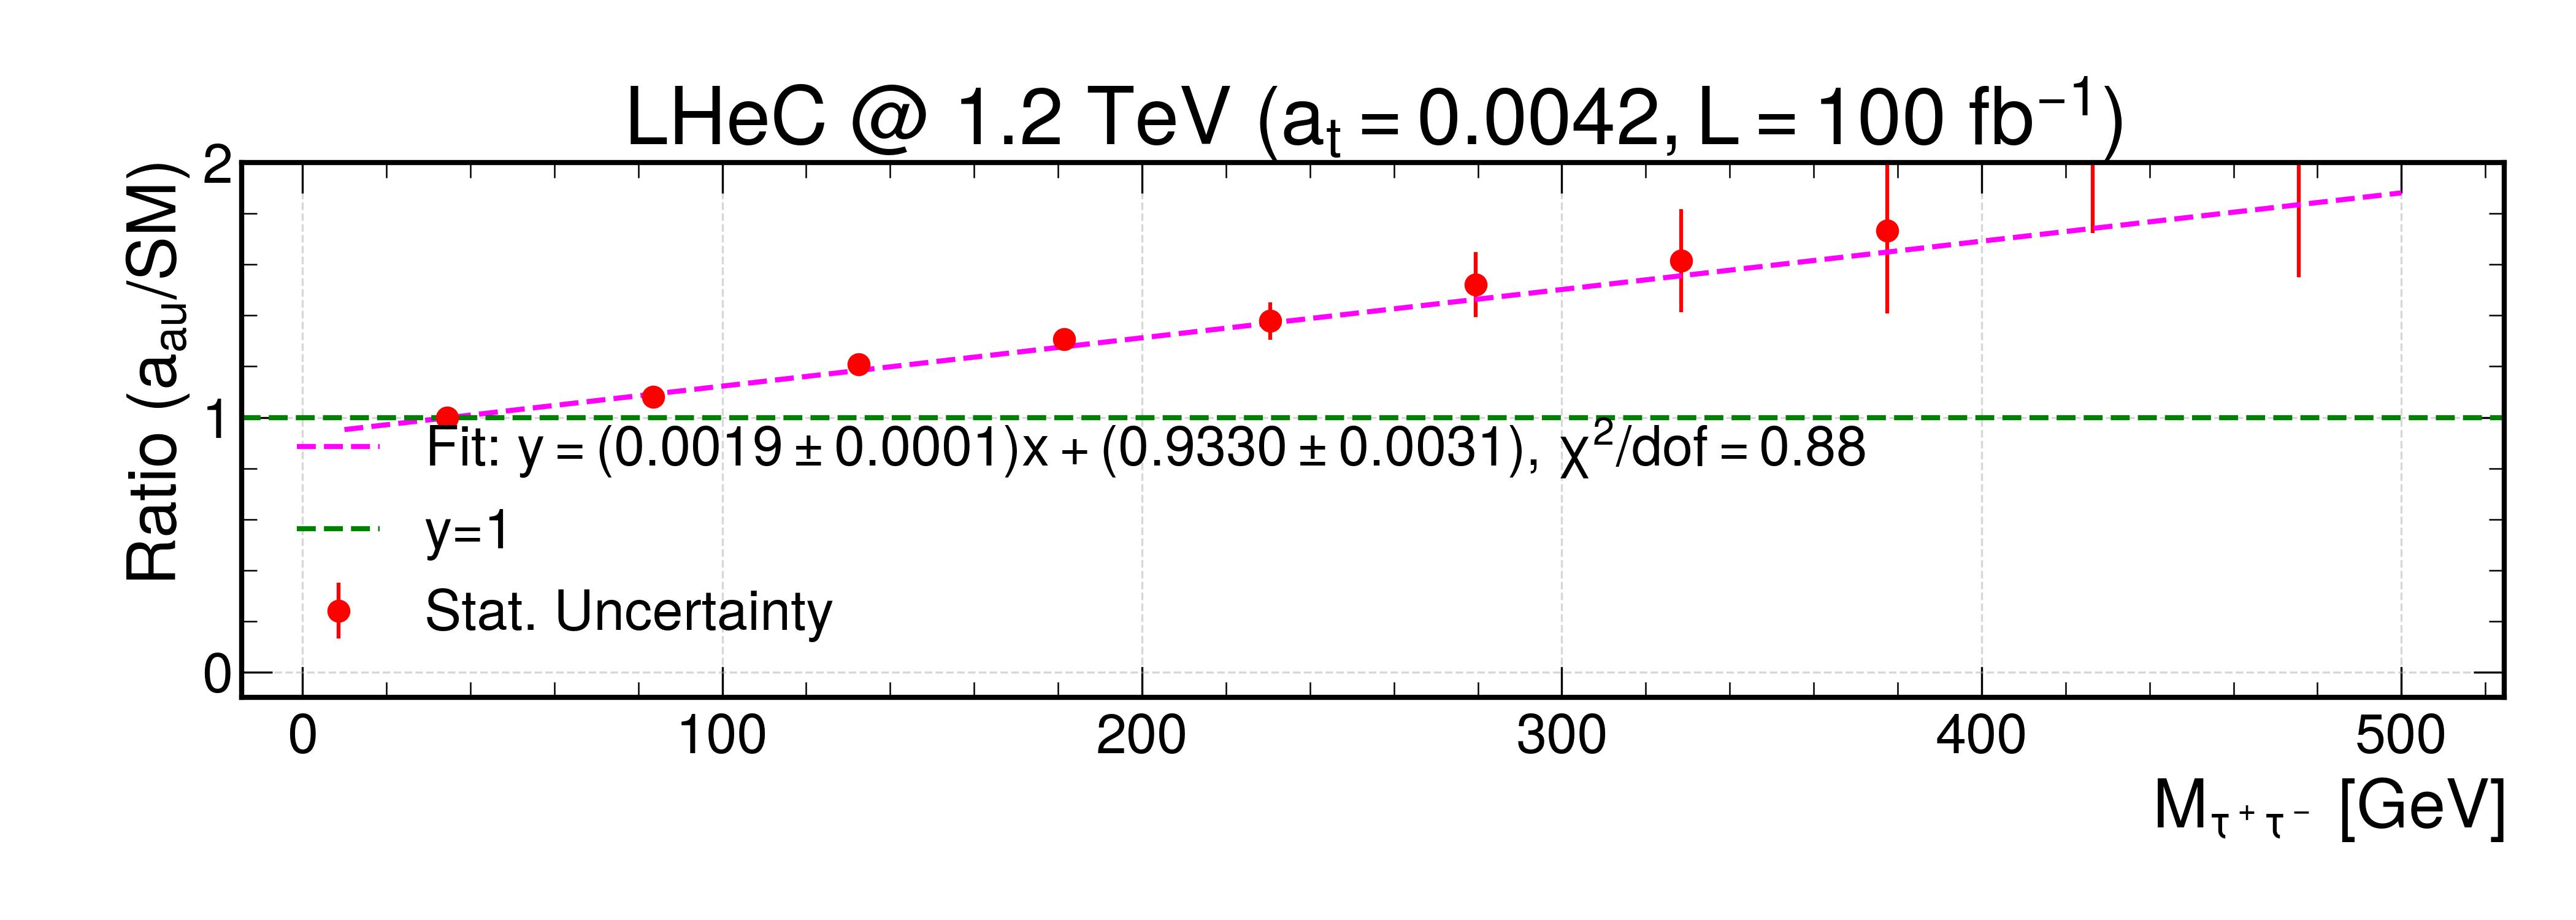 LHeC @ 1.2 TeV (aₜ = 0.0042, L = 100 fb⁻¹)
Ratio (a_au/SM)
2
1
0
Fit: y = (0.0019 ± 0.0001)x + (0.9330 ± 0.0031), χ²/dof = 0.88
y=1
Stat. Uncertainty
0 100 200 300 400 500
M_τ⁺τ⁻ [GeV]